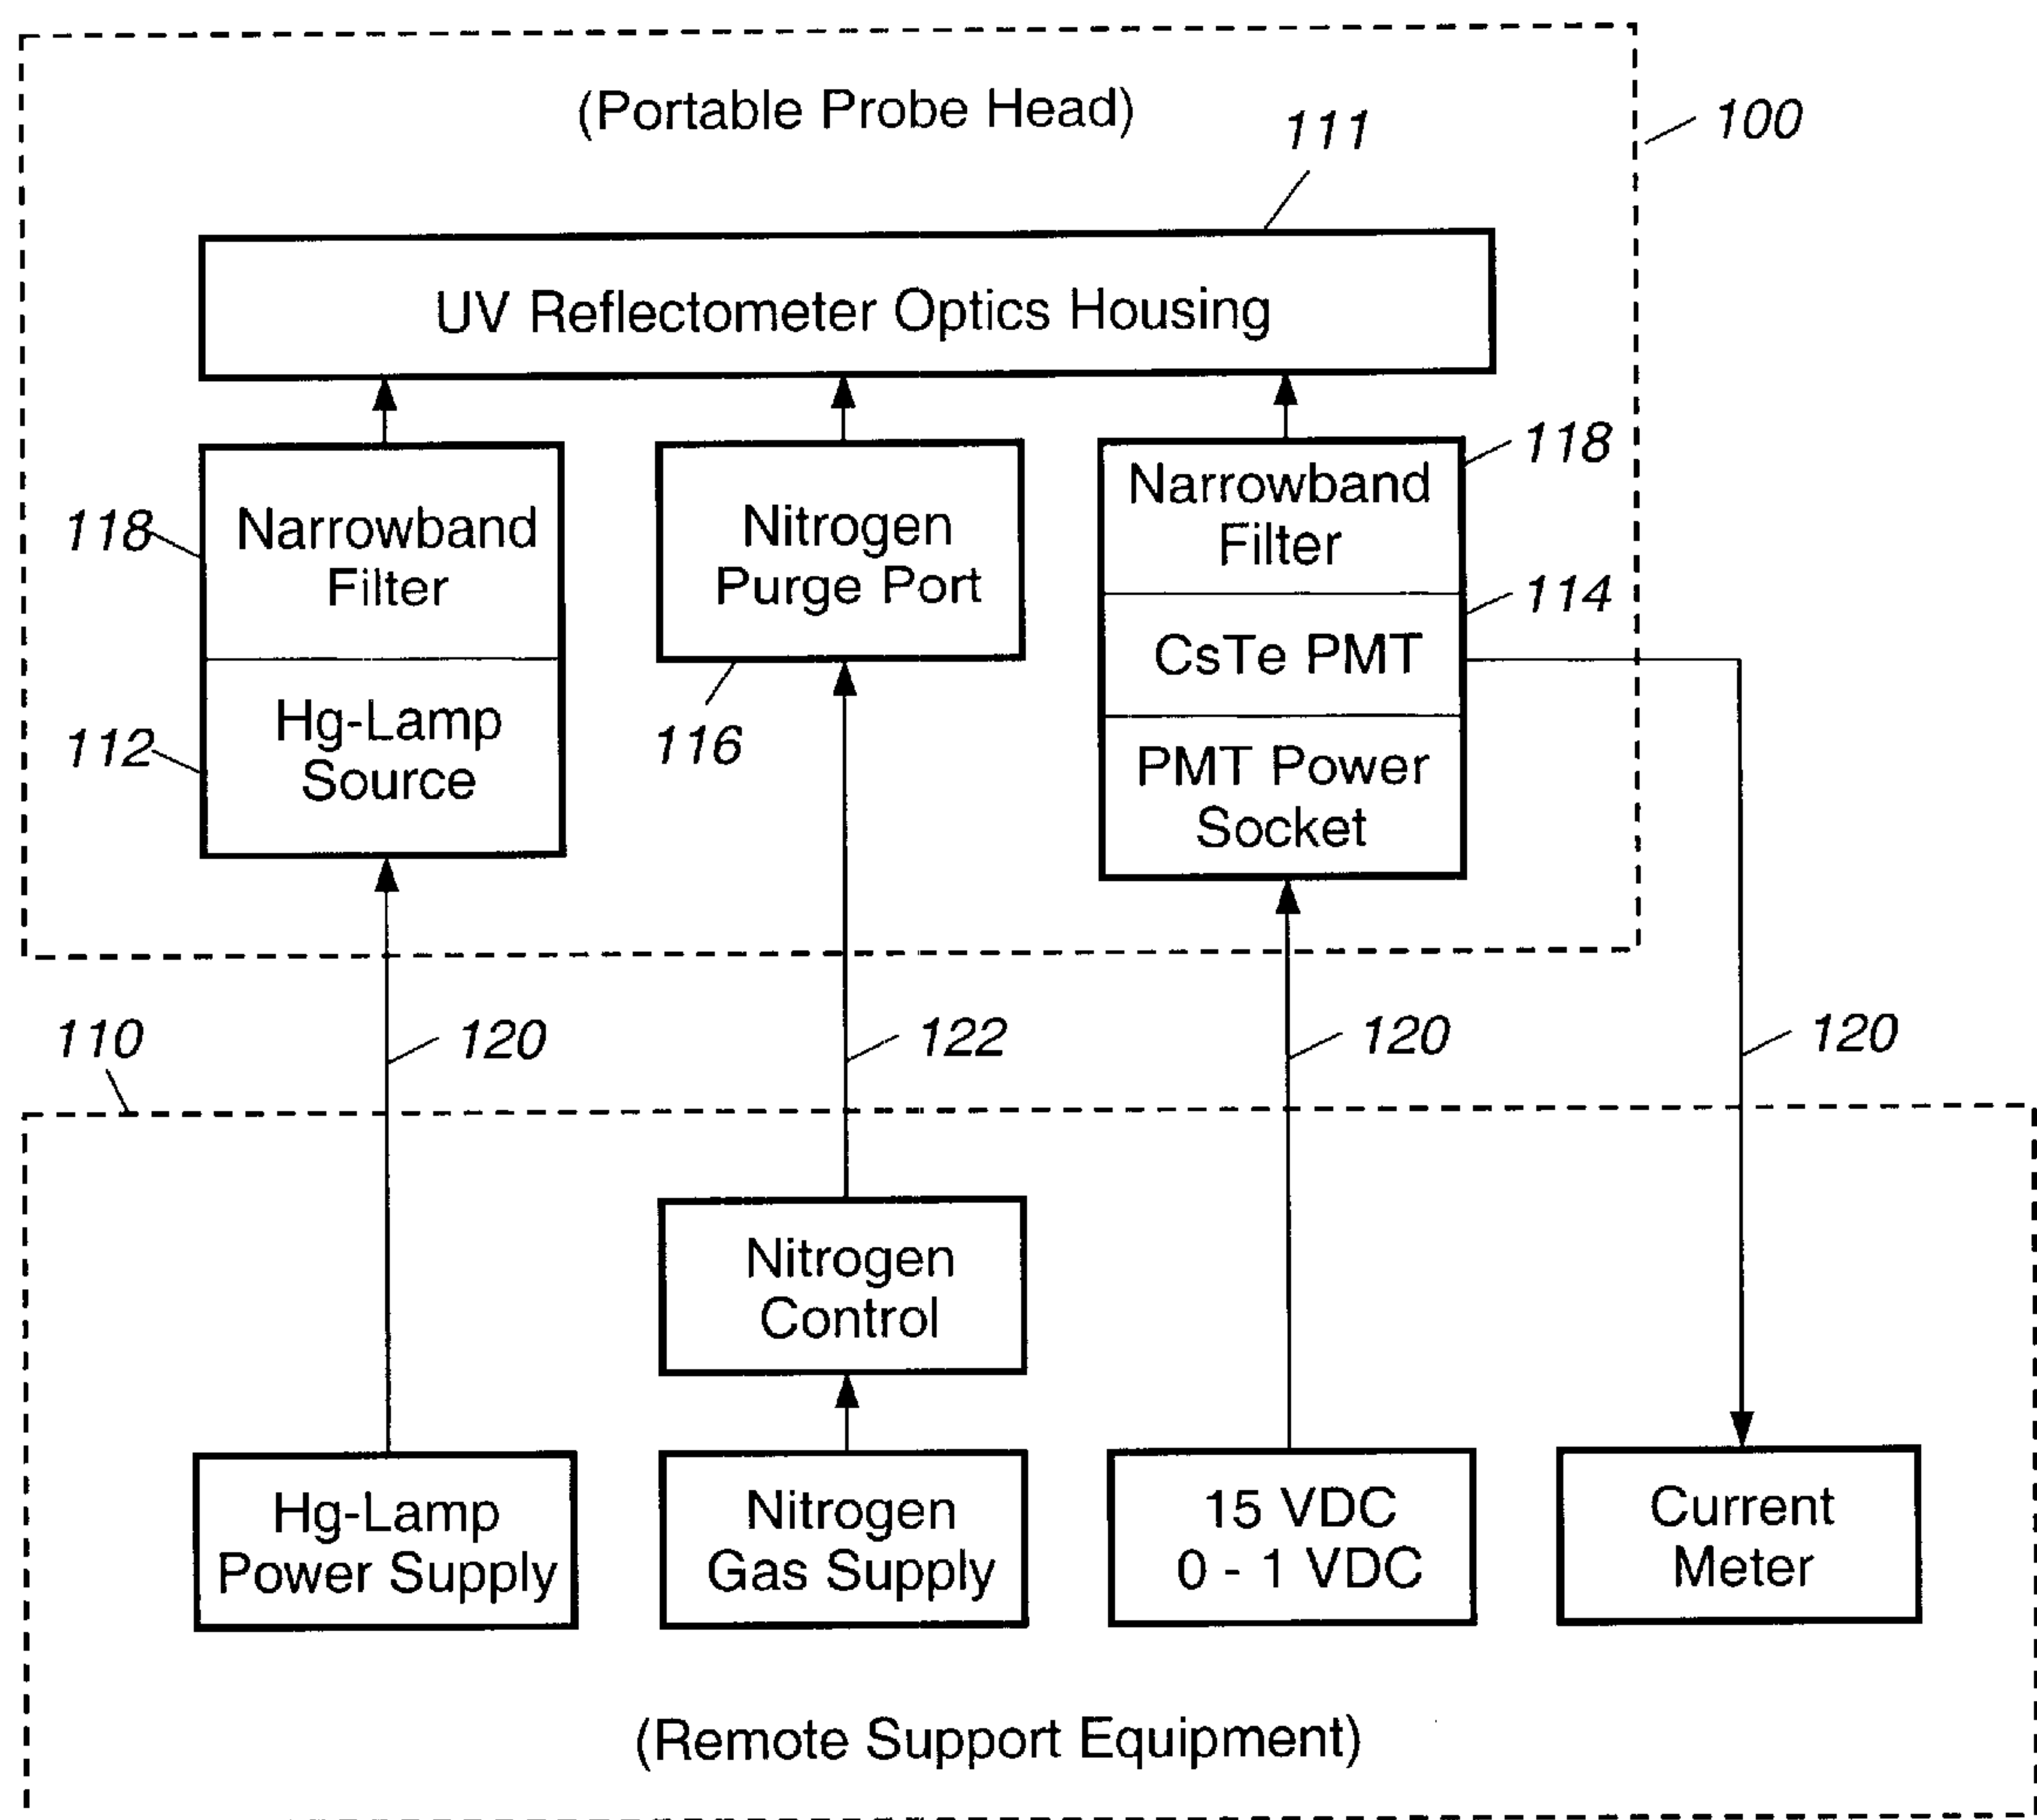 (Portable Probe Head)
100
111
UV Reflectometer Optics Housing
118
Narrowband
Filter
112
Hg-Lamp
Source
Nitrogen
Purge Port
116
Narrowband
Filter
118
CsTe PMT
114
PMT Power
Socket
110
120
122
120
120
Nitrogen
Control
Hg-Lamp
Power Supply
Nitrogen
Gas Supply
15 VDC
0 - 1 VDC
Current
Meter
(Remote Support Equipment)